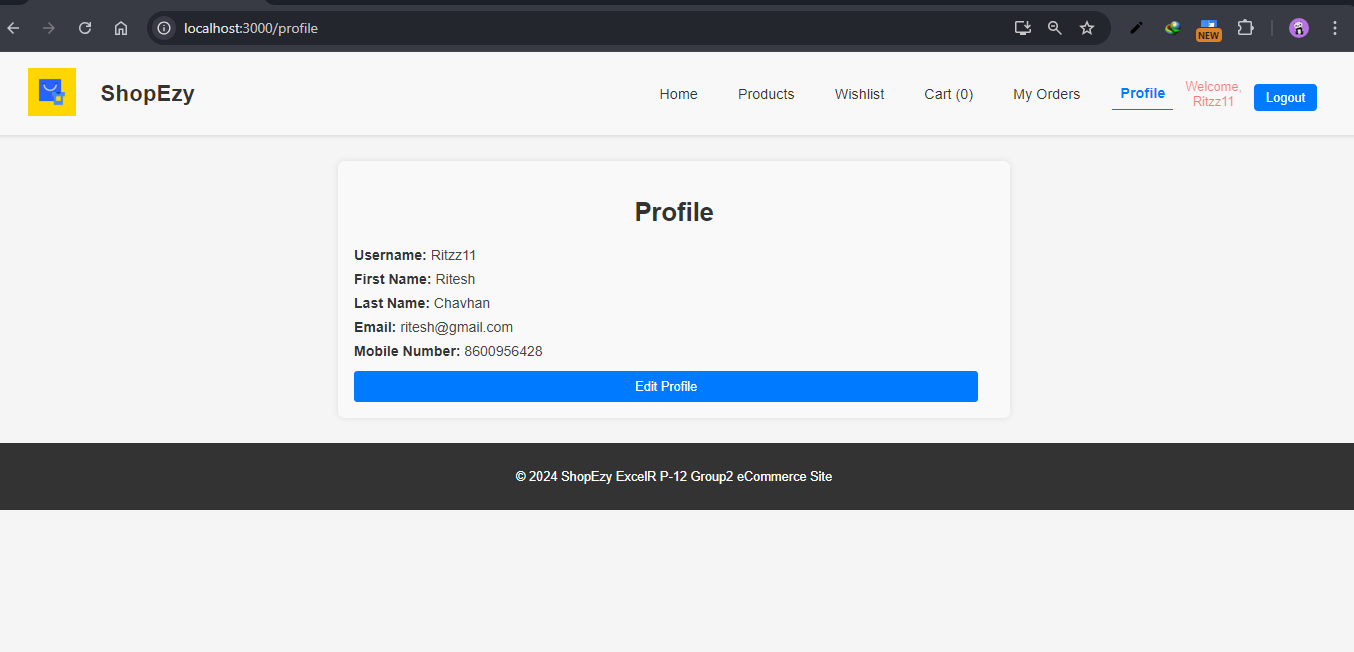 localhost:3000/profile
NEW
ShopEzy
Home
Products
Wishlist
Cart (0)
My Orders
Profile
Welcome,
Ritzz11
Logout
Profile
Username: Ritzz11
First Name: Ritesh
Last Name: Chavhan
Email: ritesh@gmail.com
Mobile Number: 8600956428
Edit Profile
© 2024 ShopEzy ExcelR P-12 Group2 eCommerce Site